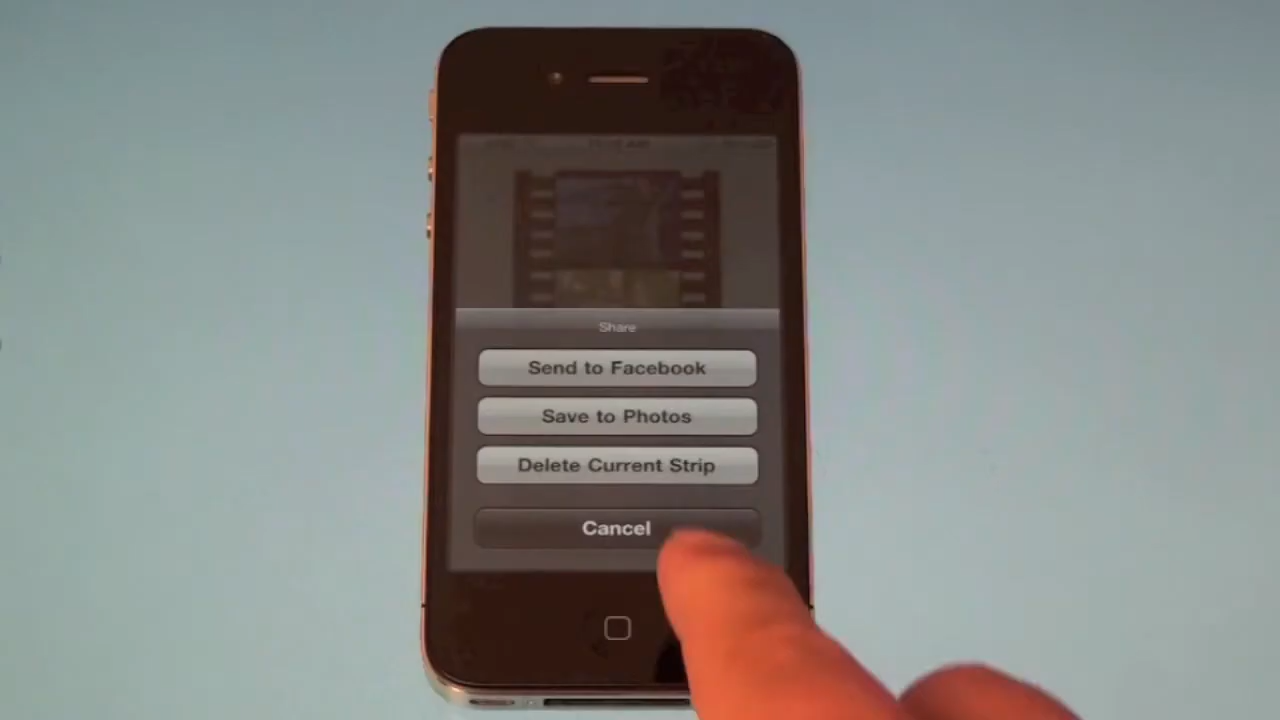 Share
Send to Facebook
Save to Photos
Delete Current Strip
Cancel